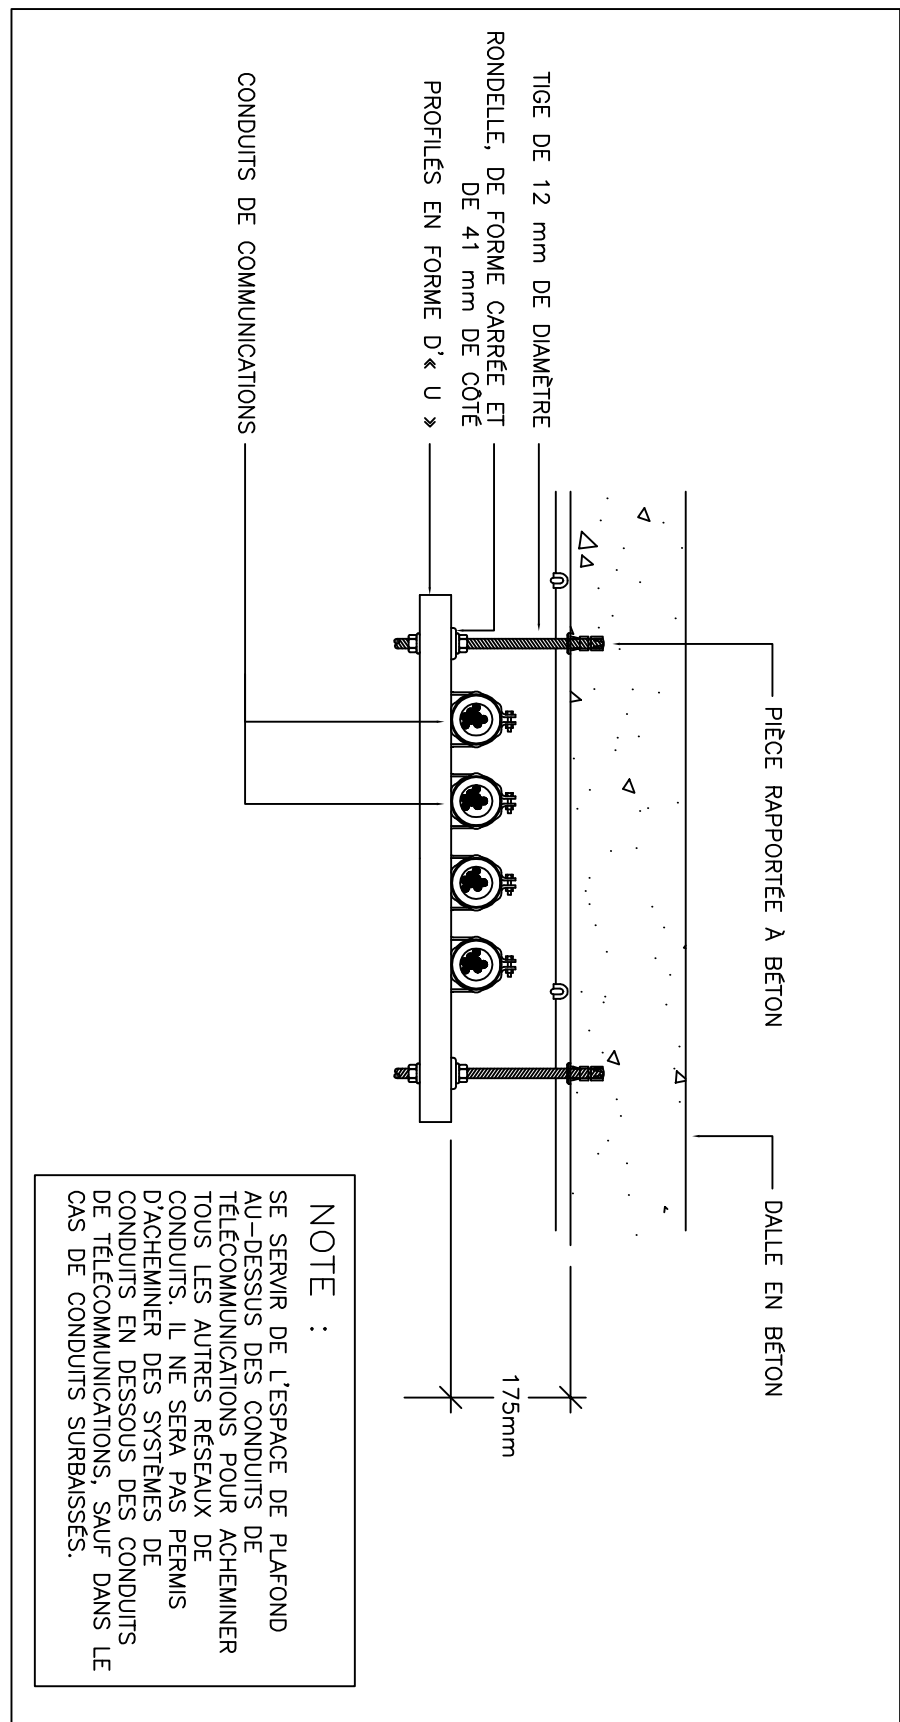 PIÈCE RAPPORTÉE À BÉTON
DALLE EN BÉTON
TIGE DE 12 mm DE DIAMÈTRE
RONDELLE, DE FORME CARRÉE ET
DE 41 mm DE CÔTÉ
PROFILÉS EN FORME D'« U »
CONDUITS DE COMMUNICATIONS
175mm
NOTE :
SE SERVIR DE L'ESPACE DE PLAFOND
AU-DESSUS DES CONDUITS DE
TÉLÉCOMMUNICATIONS POUR ACHEMINER
TOUS LES AUTRES RÉSEAUX DE
CONDUITS. IL NE SERA PAS PERMIS
D'ACHEMINER DES SYSTÈMES DE
CONDUITS EN DESSOUS DES CONDUITS
DE TÉLÉCOMMUNICATIONS, SAUF DANS LE
CAS DE CONDUITS SURBAISSÉS.